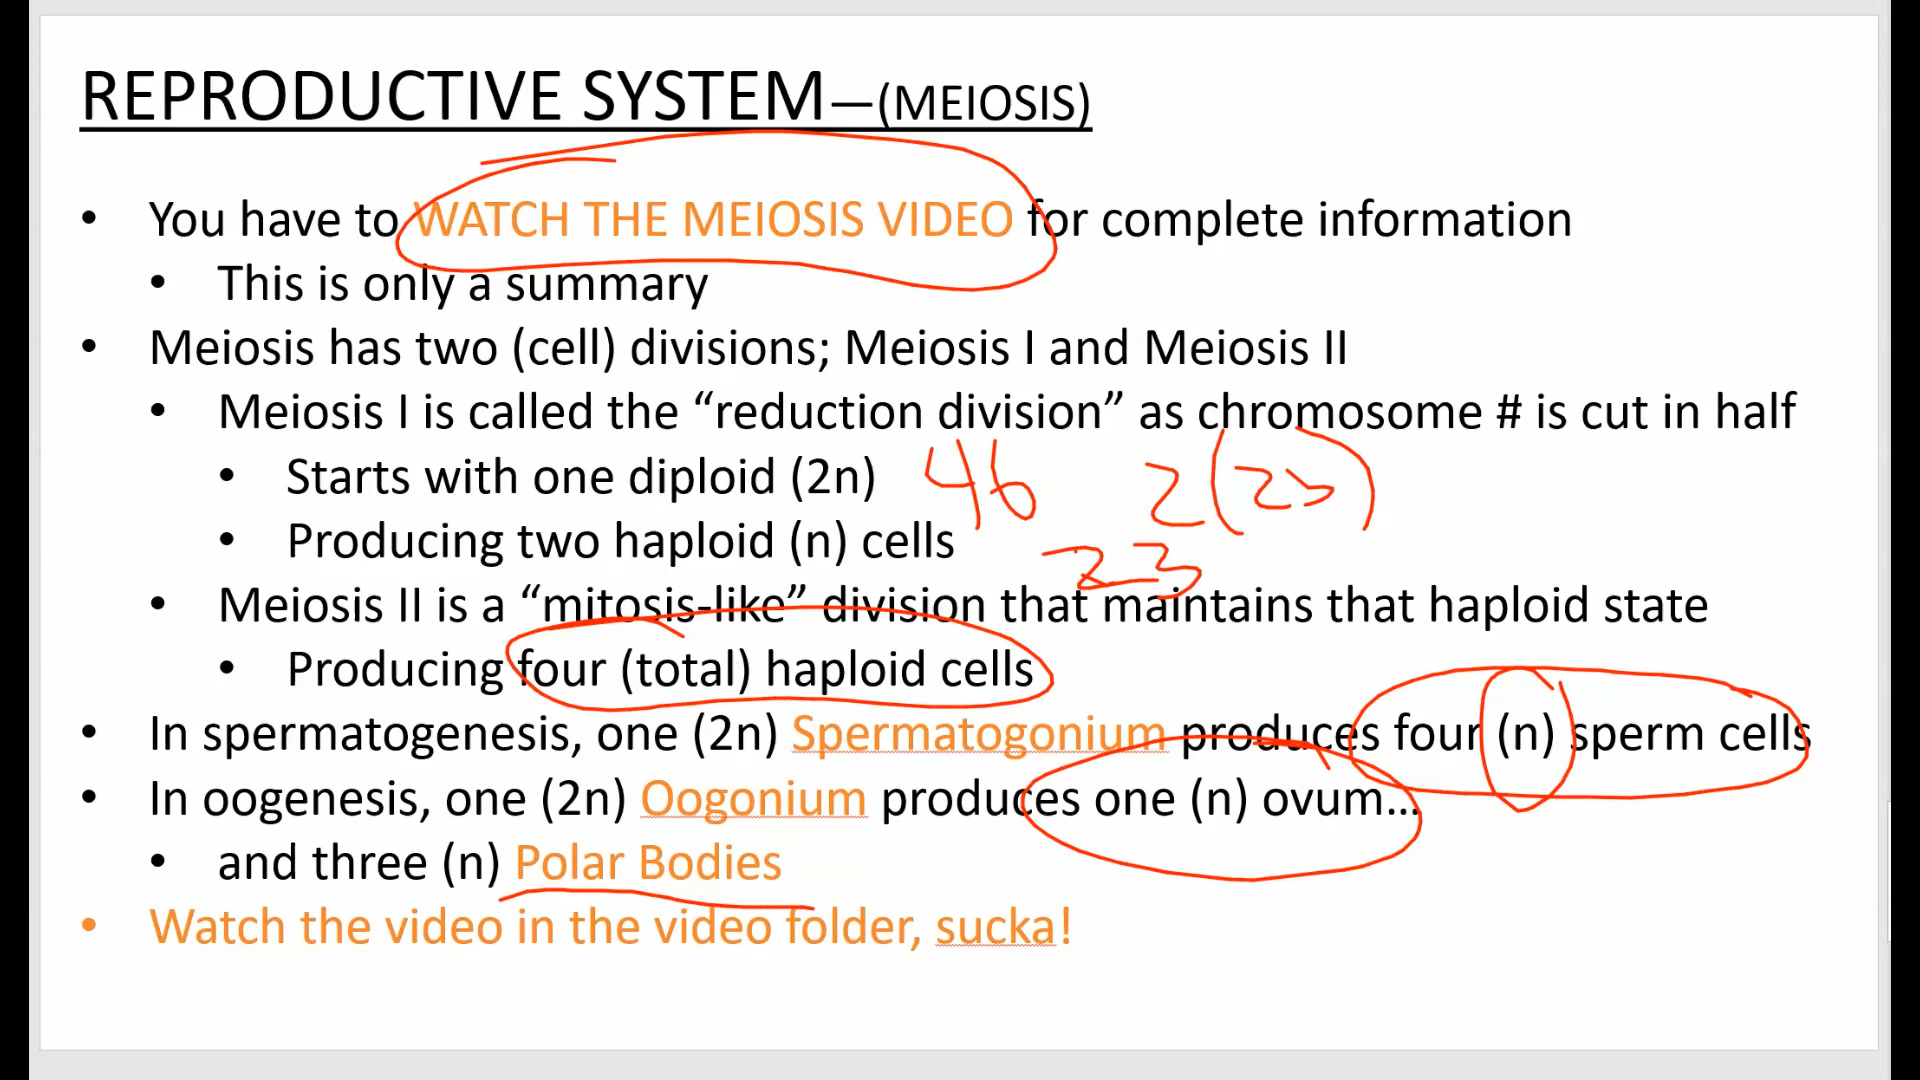 REPRODUCTIVE SYSTEM—(MEIOSIS)
• You have to WATCH THE MEIOSIS VIDEO for complete information
• This is only a summary
• Meiosis has two (cell) divisions; Meiosis I and Meiosis II
• Meiosis I is called the “reduction division” as chromosome # is cut in half
• Starts with one diploid (2n) 46 2(23)
• Producing two haploid (n) cells 23
• Meiosis II is a “mitosis-like” division that maintains that haploid state
• Producing four (total) haploid cells
• In spermatogenesis, one (2n) Spermatogonium produces four (n) sperm cells
• In oogenesis, one (2n) Oogonium produces one (n) ovum…
• and three (n) Polar Bodies
• Watch the video in the video folder, sucka!